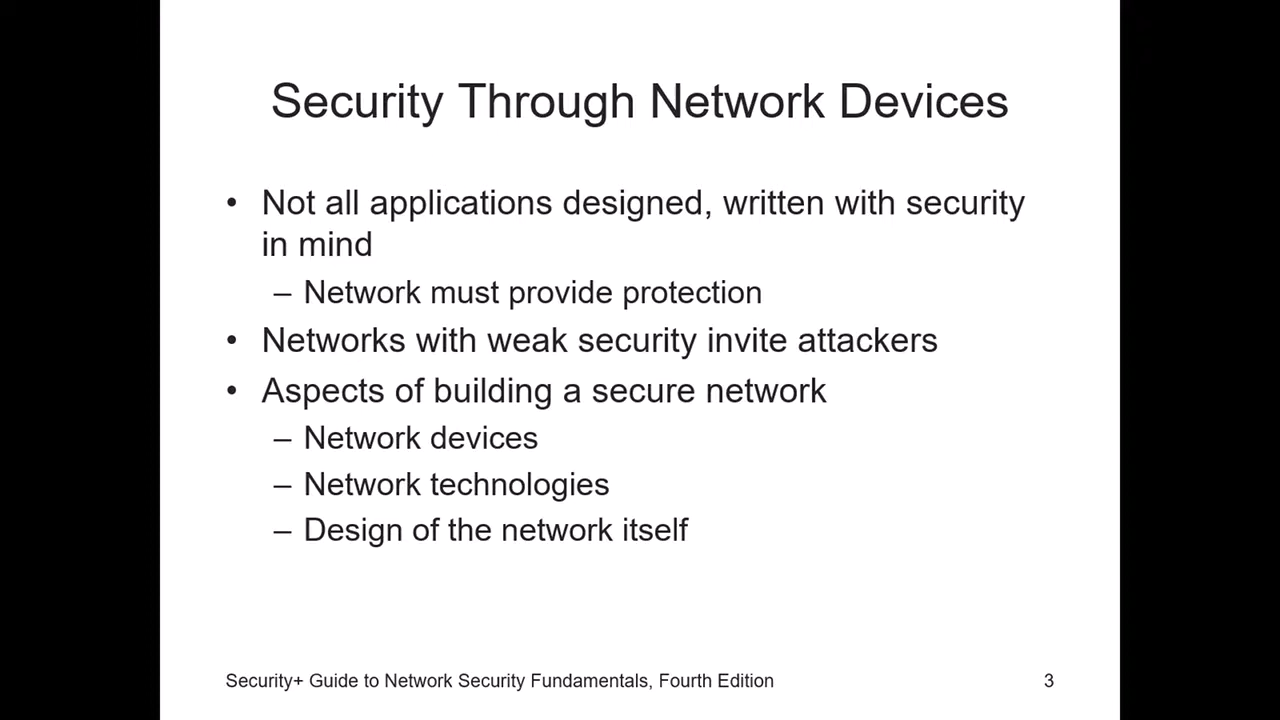 Security Through Network Devices
• Not all applications designed, written with security
in mind
– Network must provide protection
• Networks with weak security invite attackers
• Aspects of building a secure network
– Network devices
– Network technologies
– Design of the network itself
Security+ Guide to Network Security Fundamentals, Fourth Edition
3